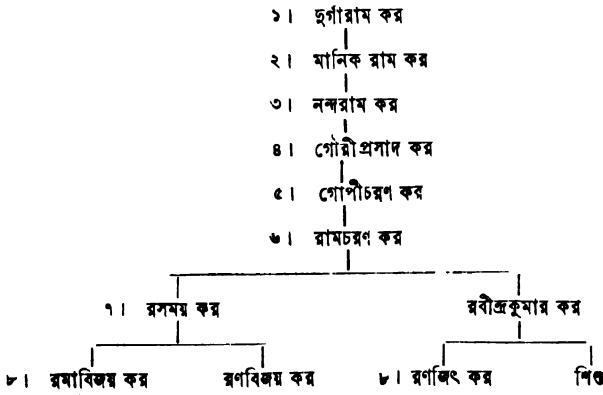 ১। দুর্গারাম কর
২। মানিক রাম কর
৩। নন্দরাম কর
৪। গৌরীপ্রসাদ কর
৫। গোপীচরণ কর
৬। রামচরণ কর
৭। রসময় কর রবীন্দ্রকুমার কর
৮। রমাবিজয় কর রণবিজয় কর ৮। রণজিৎ কর শিশু